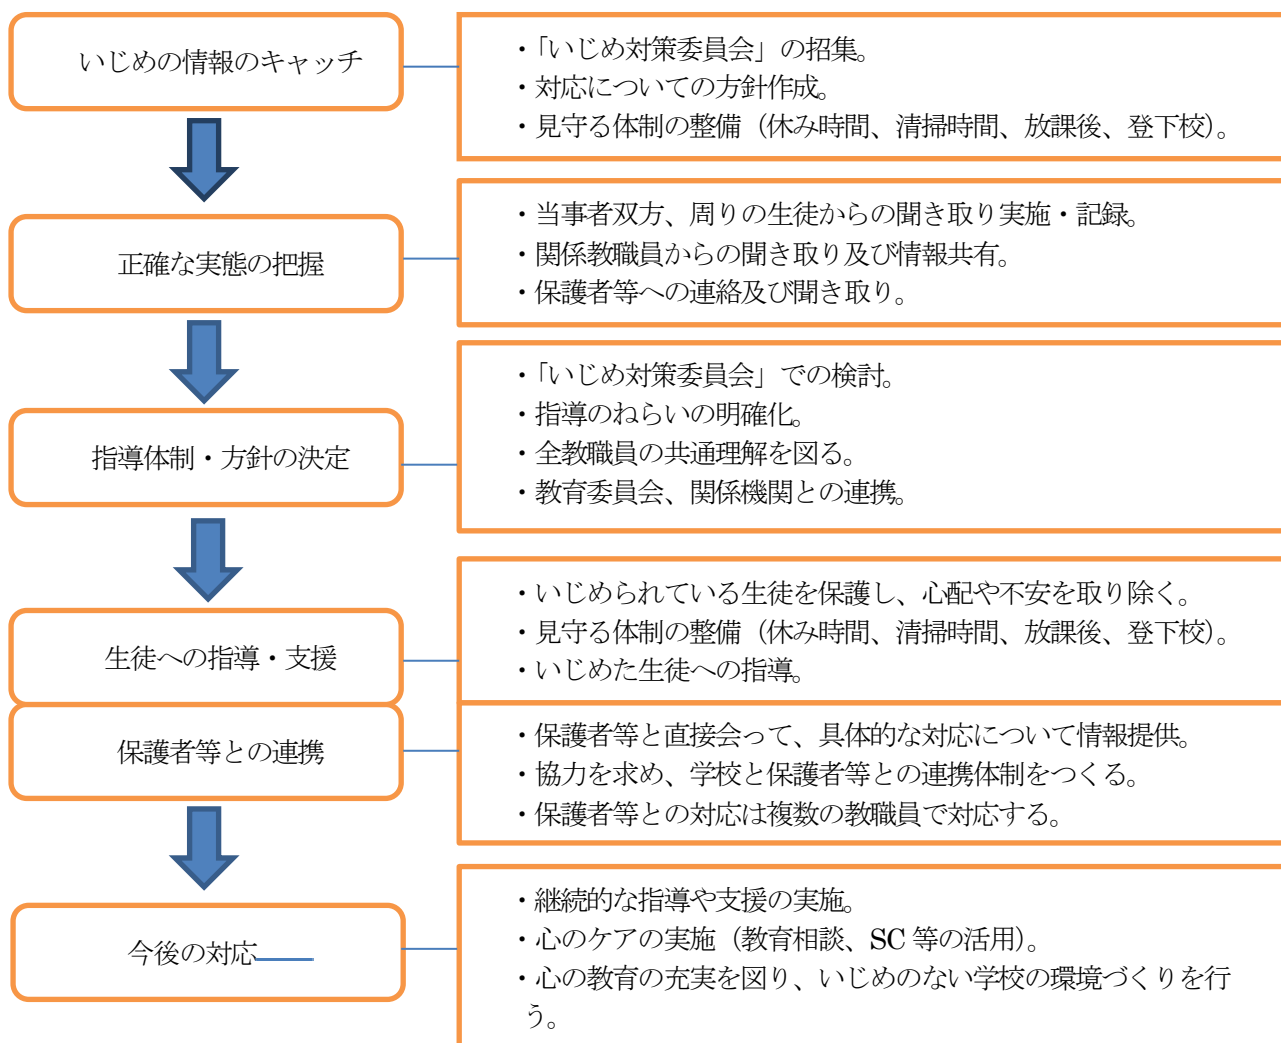 いじめの情報のキャッチ
・「いじめ対策委員会」の招集。
・対応についての方針作成。
・見守る体制の整備（休み時間、清掃時間、放課後、登下校）。
正確な実態の把握
・当事者双方、周りの生徒からの聞き取り実施・記録。
・関係教職員からの聞き取り及び情報共有。
・保護者等への連絡及び聞き取り。
指導体制・方針の決定
・「いじめ対策委員会」での検討。
・指導のねらいの明確化。
・全教職員の共通理解を図る。
・教育委員会、関係機関との連携。
生徒への指導・支援
・いじめられている生徒を保護し、心配や不安を取り除く。
・見守る体制の整備（休み時間、清掃時間、放課後、登下校）。
・いじめた生徒への指導。
保護者等との連携
・保護者等と直接会って、具体的な対応について情報提供。
・協力を求め、学校と保護者等との連携体制をつくる。
・保護者等との対応は複数の教職員で対応する。
今後の対応
・継続的な指導や支援の実施。
・心のケアの実施（教育相談、SC 等の活用）。
・心の教育の充実を図り、いじめのない学校の環境づくりを行
う。